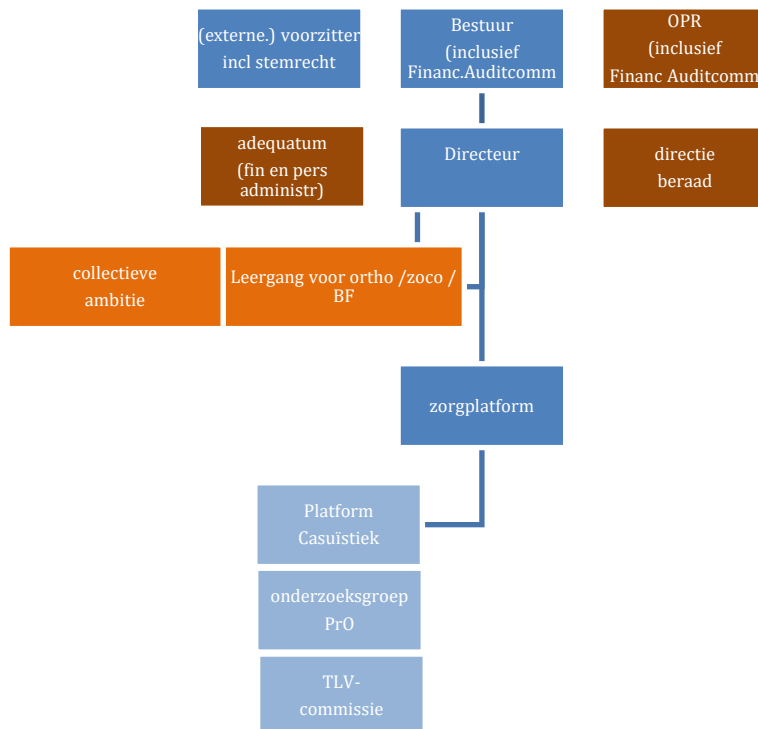 (externe.) voorzitter
incl stemrecht
Bestuur
(inclusief
Financ.Auditcomm
OPR
(inclusief
Financ Auditcomm
adequatum
(fin en pers
administr)
Directeur
directie
beraad
collectieve
ambitie
Leergang voor ortho /zoco /
BF
zorgplatform
Platform
Casuïstiek
onderzoeksgroep
PrO
TLV-
commissie